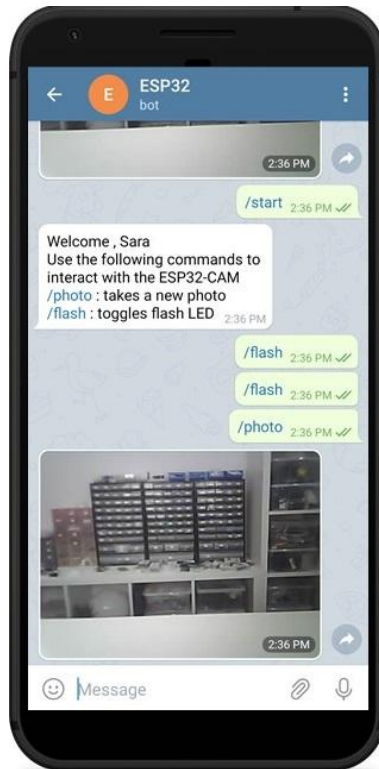 E
ESP32
bot
2:36 PM
/start 2:36 PM
Welcome , Sara
Use the following commands to
interact with the ESP32-CAM
/photo : takes a new photo
/flash : toggles flash LED 2:36 PM
/flash 2:36 PM
/flash 2:36 PM
/photo 2:36 PM
2:36 PM
Message